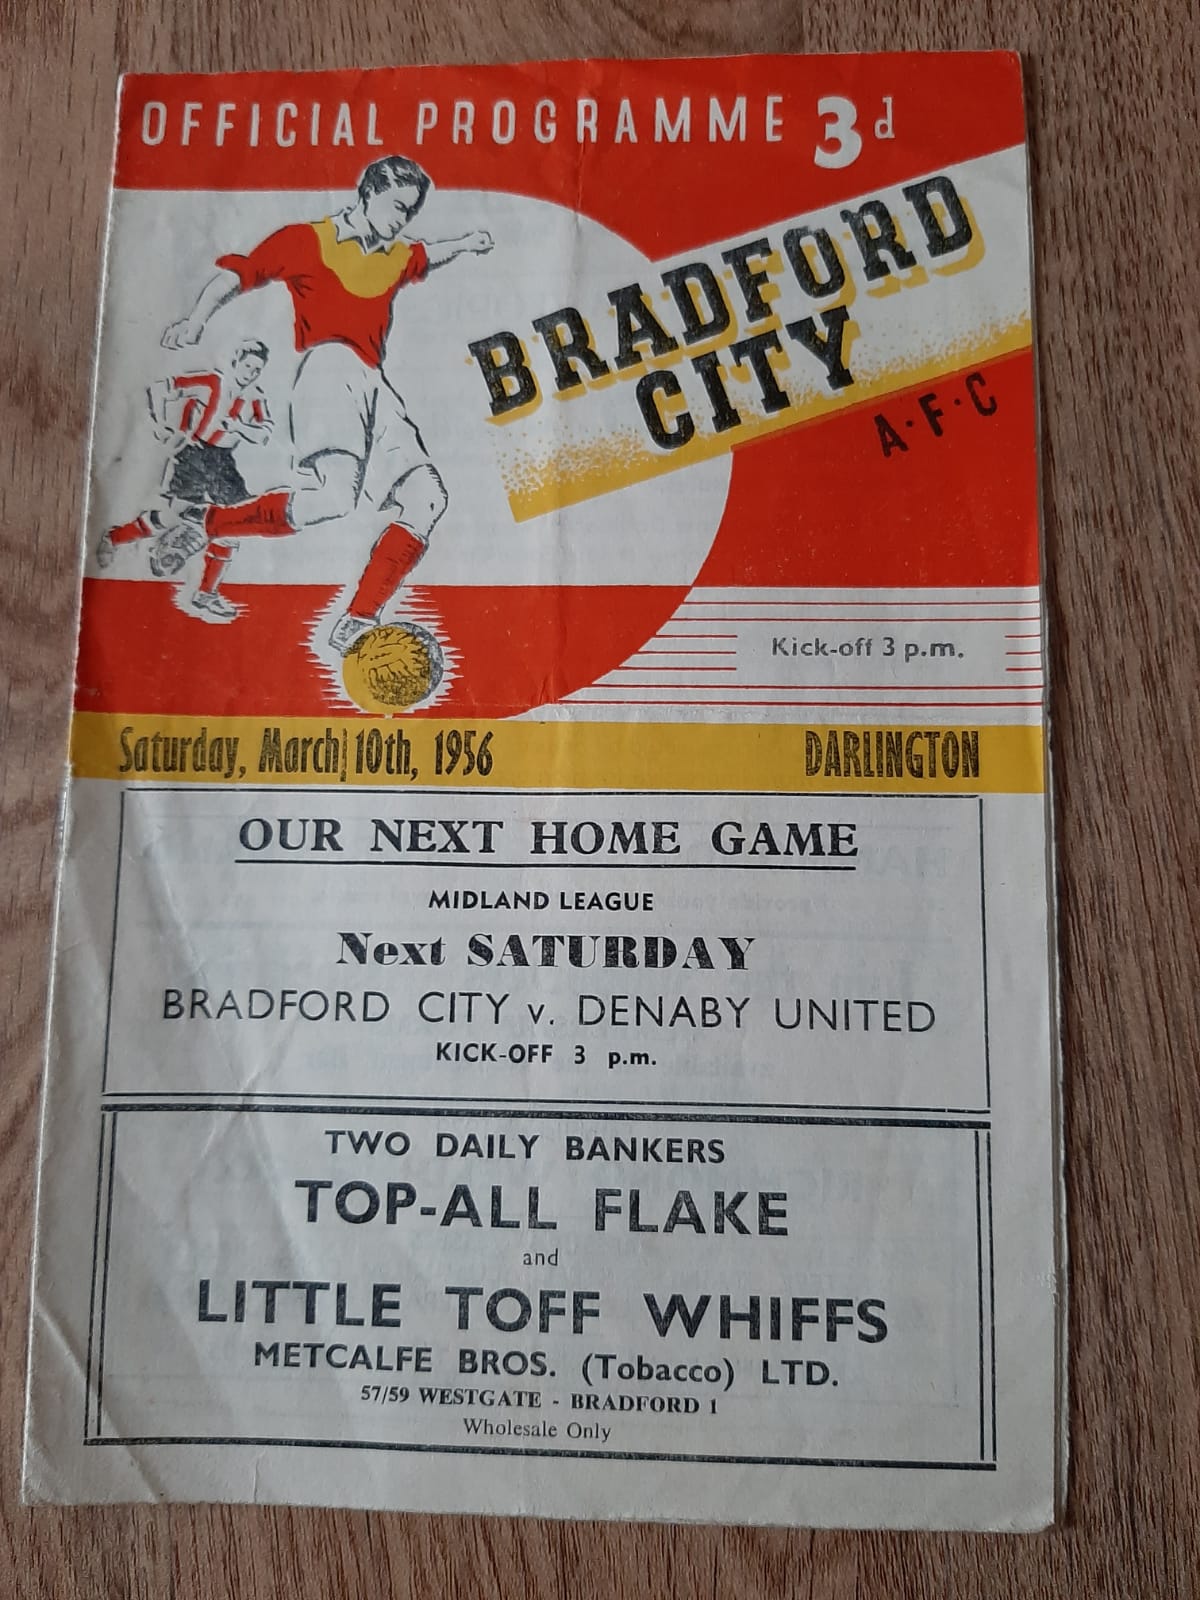 OFFICIAL PROGRAMME 3d
BRADFORD
CITY
A·F·C
Kick-off 3 p.m.
Saturday, March 10th, 1956 DARLINGTON
OUR NEXT HOME GAME
MIDLAND LEAGUE
Next SATURDAY
BRADFORD CITY v. DENABY UNITED
KICK-OFF 3 p.m.
TWO DAILY BANKERS
TOP-ALL FLAKE
and
LITTLE TOFF WHIFFS
METCALFE BROS. (Tobacco) LTD.
57/59 WESTGATE - BRADFORD 1
Wholesale Only